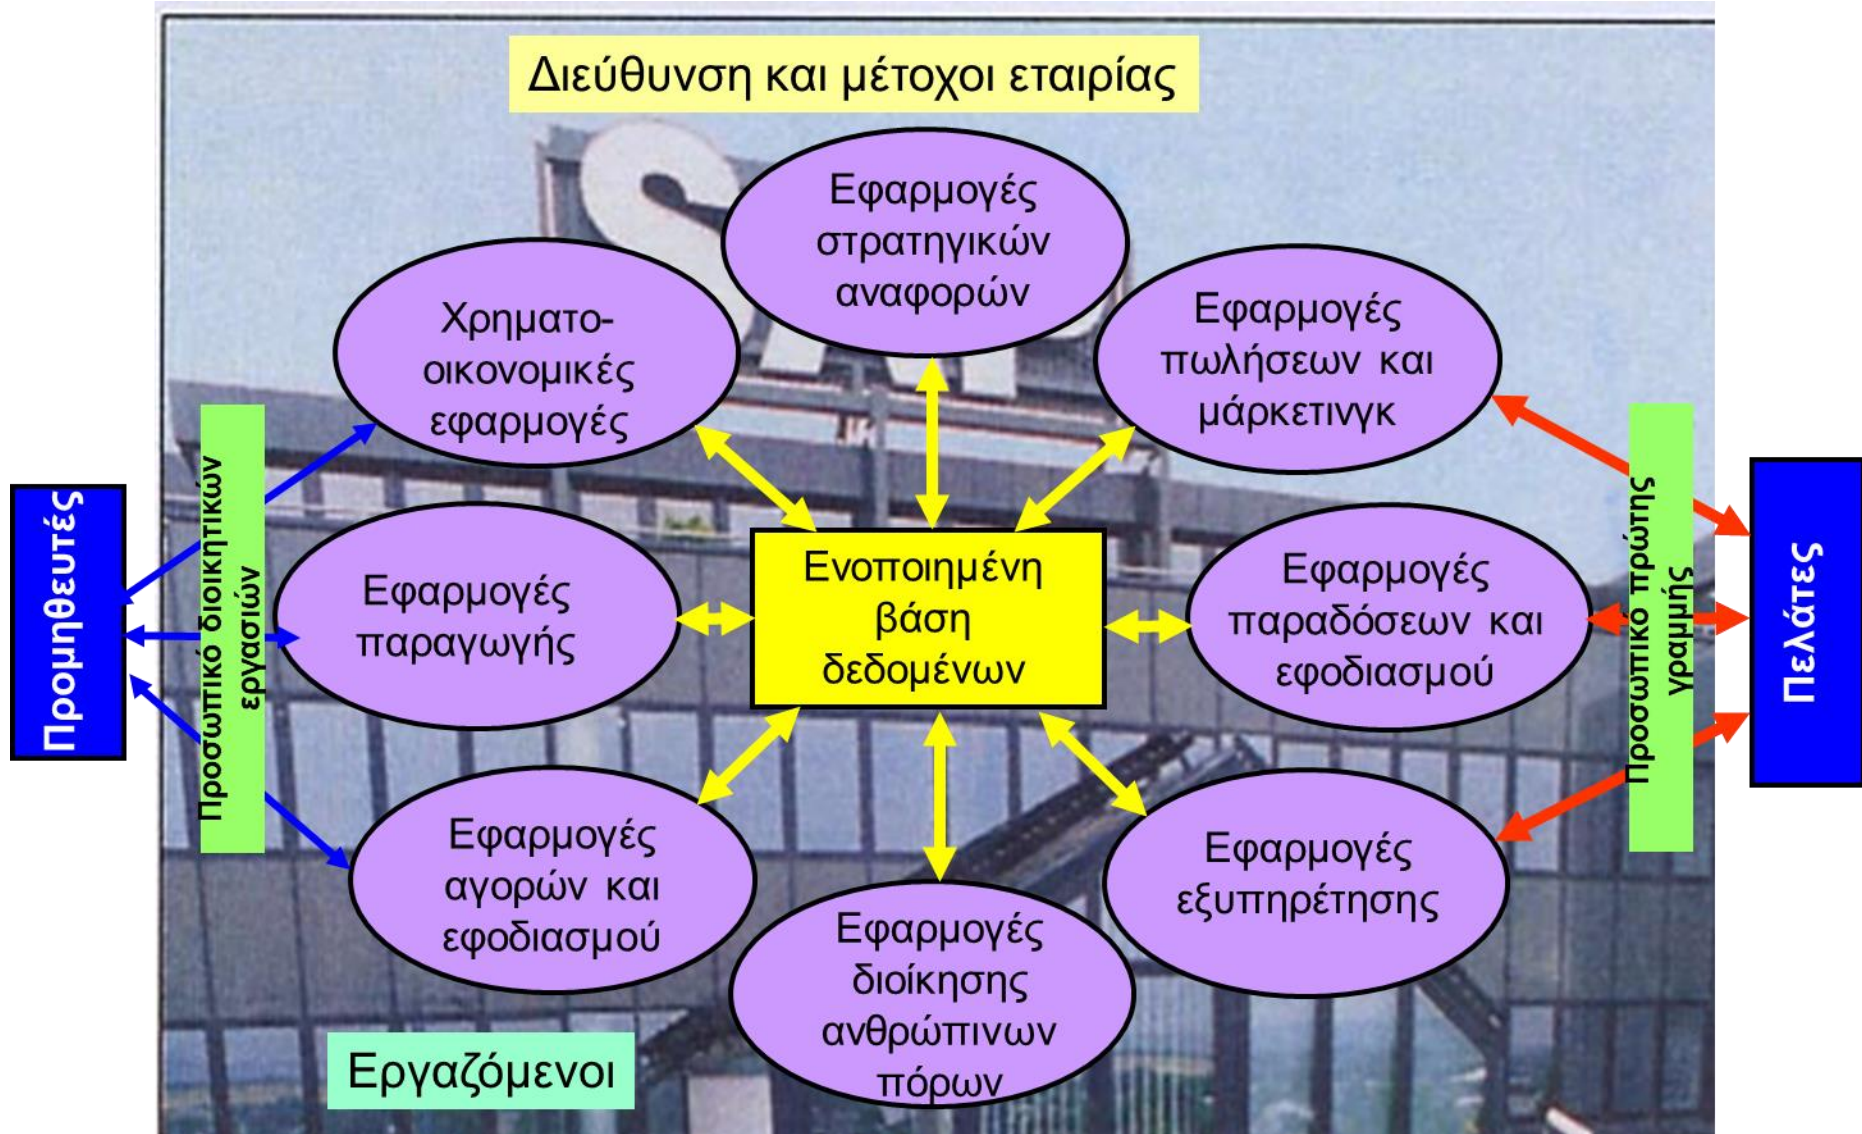 Διεύθυνση και μέτοχοι εταιρίας
Εφαρμογές
στρατηγικών
αναφορών
Χρηματο-
οικονομικές
εφαρμογές
Εφαρμογές
πωλήσεων και
μάρκετινγκ
Προμηθευτές
Προσωπικό διοικητικών
εργασιών
Εφαρμογές
παραγωγής
Ενοποιημένη
βάση
δεδομένων
Εφαρμογές
παραδόσεων και
εφοδιασμού
Προσωπικό πρώτης
γραμμής
Πελάτες
Εφαρμογές
αγορών και
εφοδιασμού
Εφαρμογές
διοίκησης
ανθρώπινων
πόρων
Εφαρμογές
εξυπηρέτησης
Εργαζόμενοι